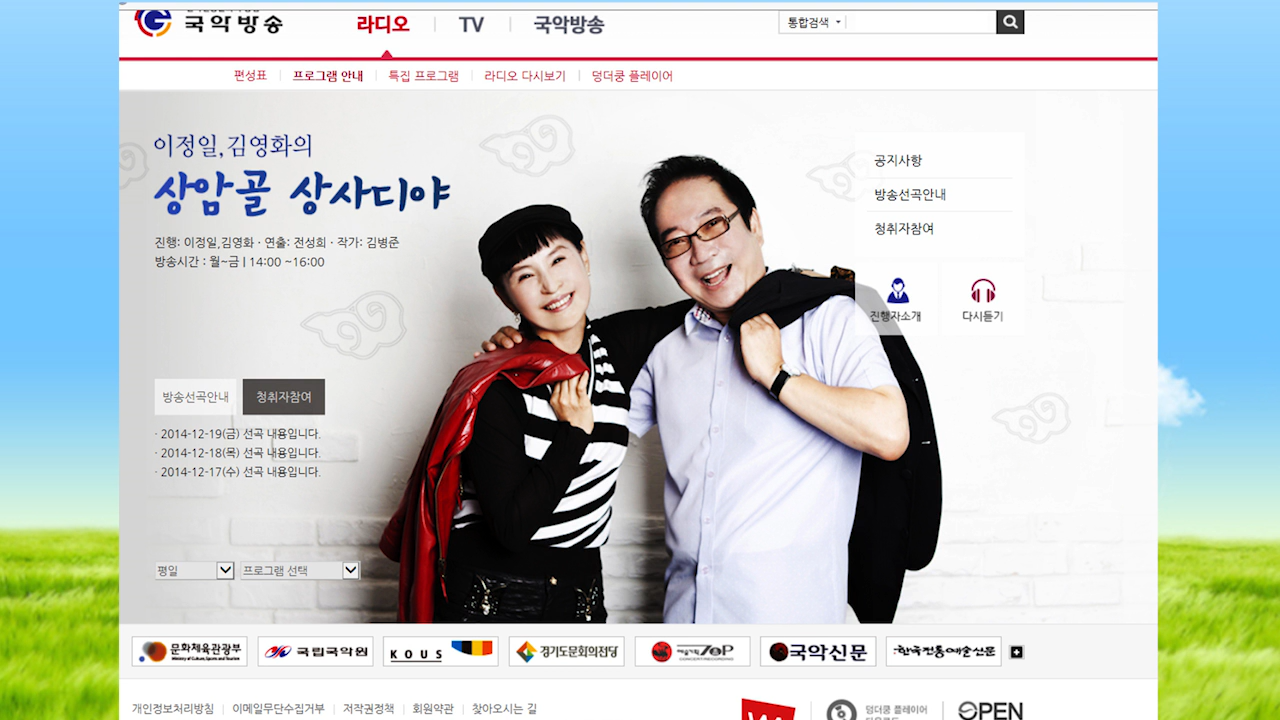 국악방송
라디오
TV
국악방송
통합검색
편성표
프로그램 안내
특집 프로그램
라디오 다시보기
덩더쿵 플레이어
이정일,김영화의
상암골 상사디야
진행: 이정일,김영화 · 연출: 전성희 · 작가: 김병준
방송시간 : 월~금 | 14:00 ~16:00
공지사항
방송선곡안내
청취자참여
진행자소개
다시듣기
방송선곡안내
청취자참여
· 2014-12-19(금) 선곡 내용입니다.
· 2014-12-18(목) 선곡 내용입니다.
· 2014-12-17(수) 선곡 내용입니다.
평일
프로그램 선택
문화체육관광부
Ministry of Culture, Sports and Tourism
국립국악원
KOUS
경기도문화의전당
TOP
국악신문
한국전통예술신문
개인정보처리방침
이메일무단수집거부
저작권정책
회원약관
찾아오시는 길
덩더쿵 플레이어
OPEN